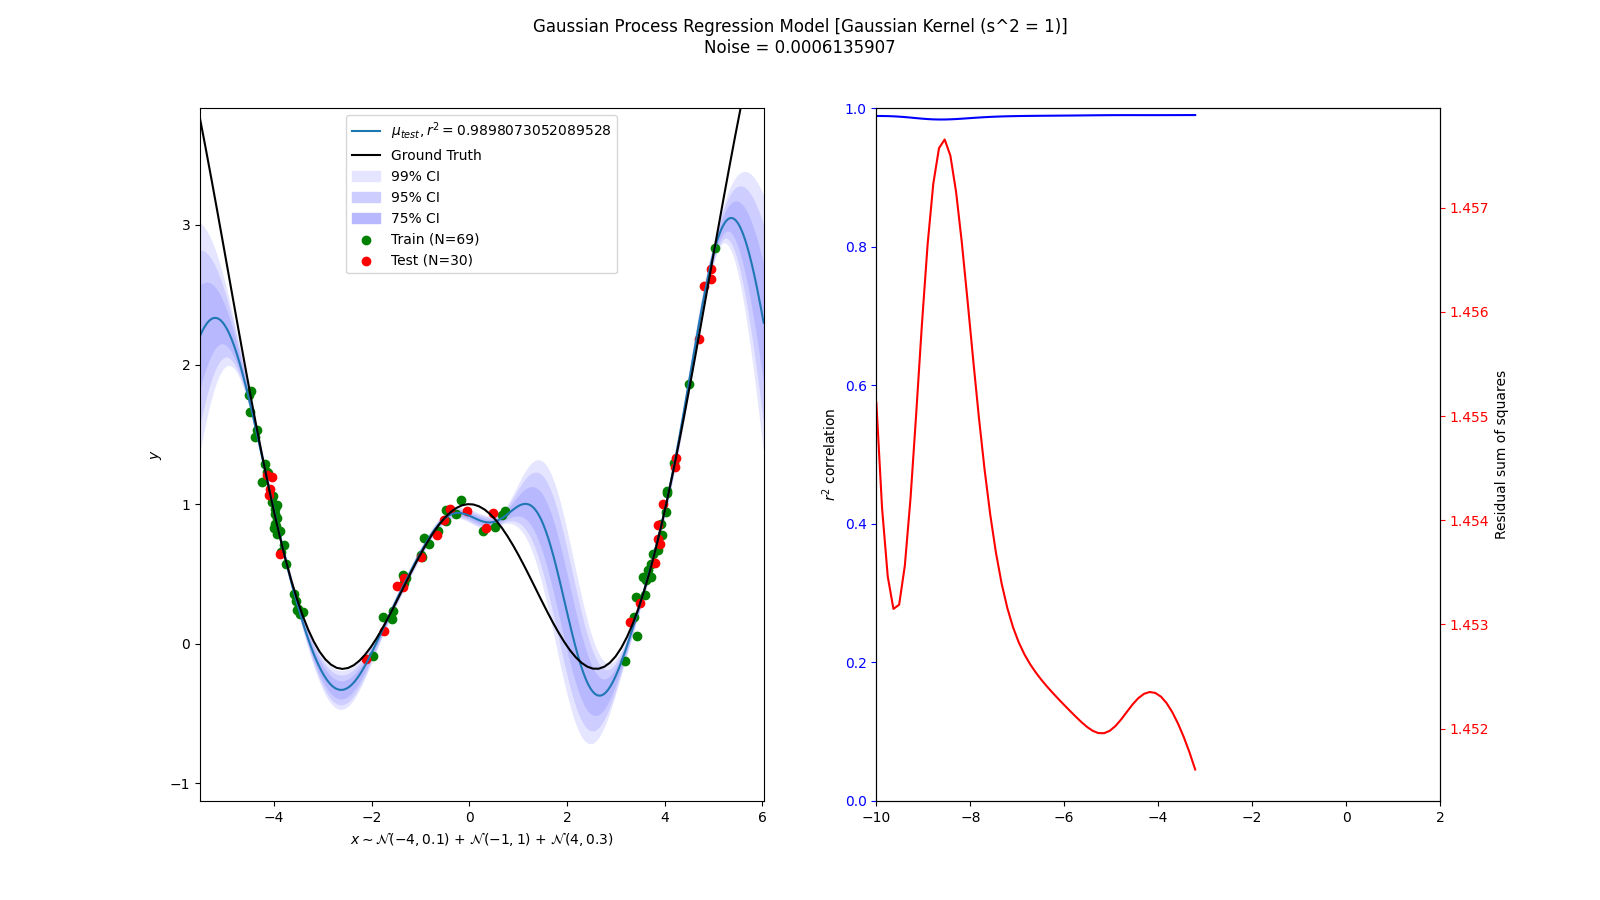 Gaussian Process Regression Model [Gaussian Kernel (s^2 = 1)]
Noise = 0.0006135907
μ_test, r² = 0.9898073052089528
Ground Truth
99% CI
95% CI
75% CI
Train (N=69)
Test (N=30)
y
3
2
1
0
−1
−4
−2
0
2
4
6
x ~ 𝒩(−4, 0.1) + 𝒩(−1, 1) + 𝒩(4, 0.3)
r² correlation
1.0
0.8
0.6
0.4
0.2
0.0
−10
−8
−6
−4
−2
0
2
1.457
1.456
1.455
1.454
1.453
1.452
Residual sum of squares